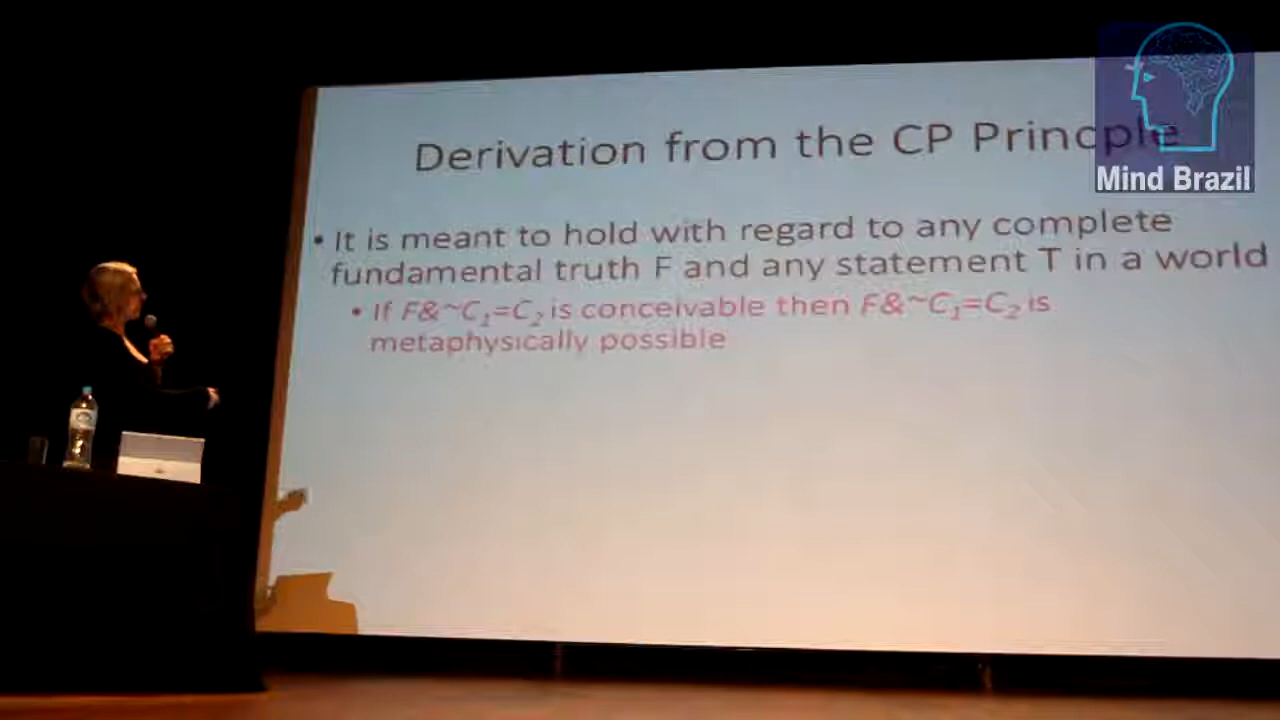 Derivation from the CP Principle
Mind Brazil
• It is meant to hold with regard to any complete
fundamental truth F and any statement T in a world
• If F&~C₁=C₂ is conceivable then F&~C₁=C₂ is
metaphysically possible